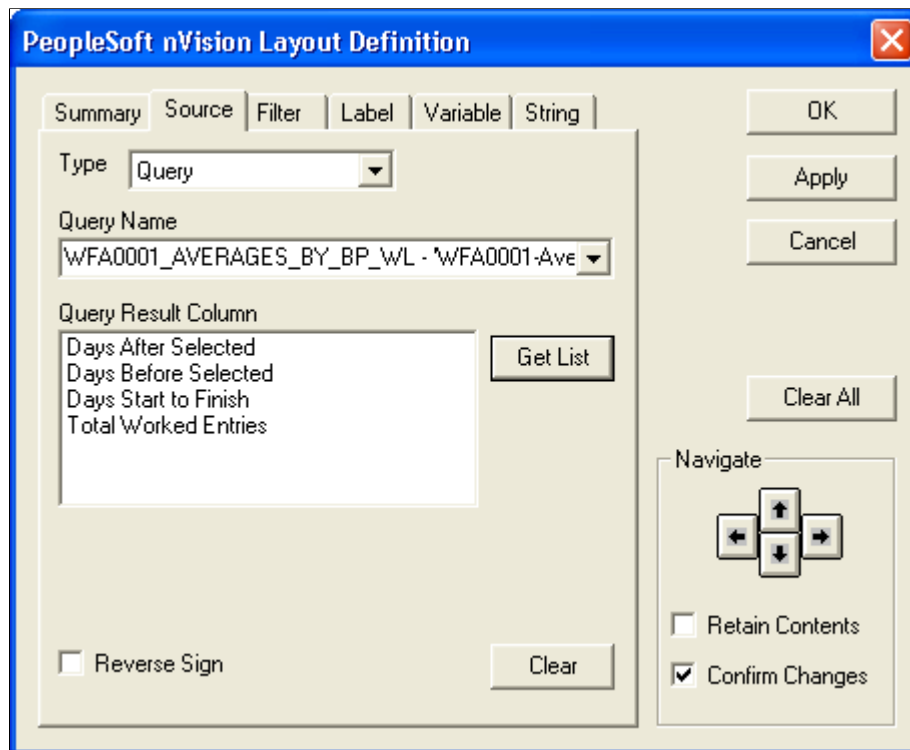 PeopleSoft nVision Layout Definition
Summary Source Filter Label Variable String
Type
Query
Query Name
WFA0001_AVERAGES_BY_BP_WL - 'WFA0001-Ave
Query Result Column
Days After Selected
Days Before Selected
Days Start to Finish
Total Worked Entries
Get List
Reverse Sign
Clear
OK
Apply
Cancel
Clear All
Navigate
Retain Contents
Confirm Changes